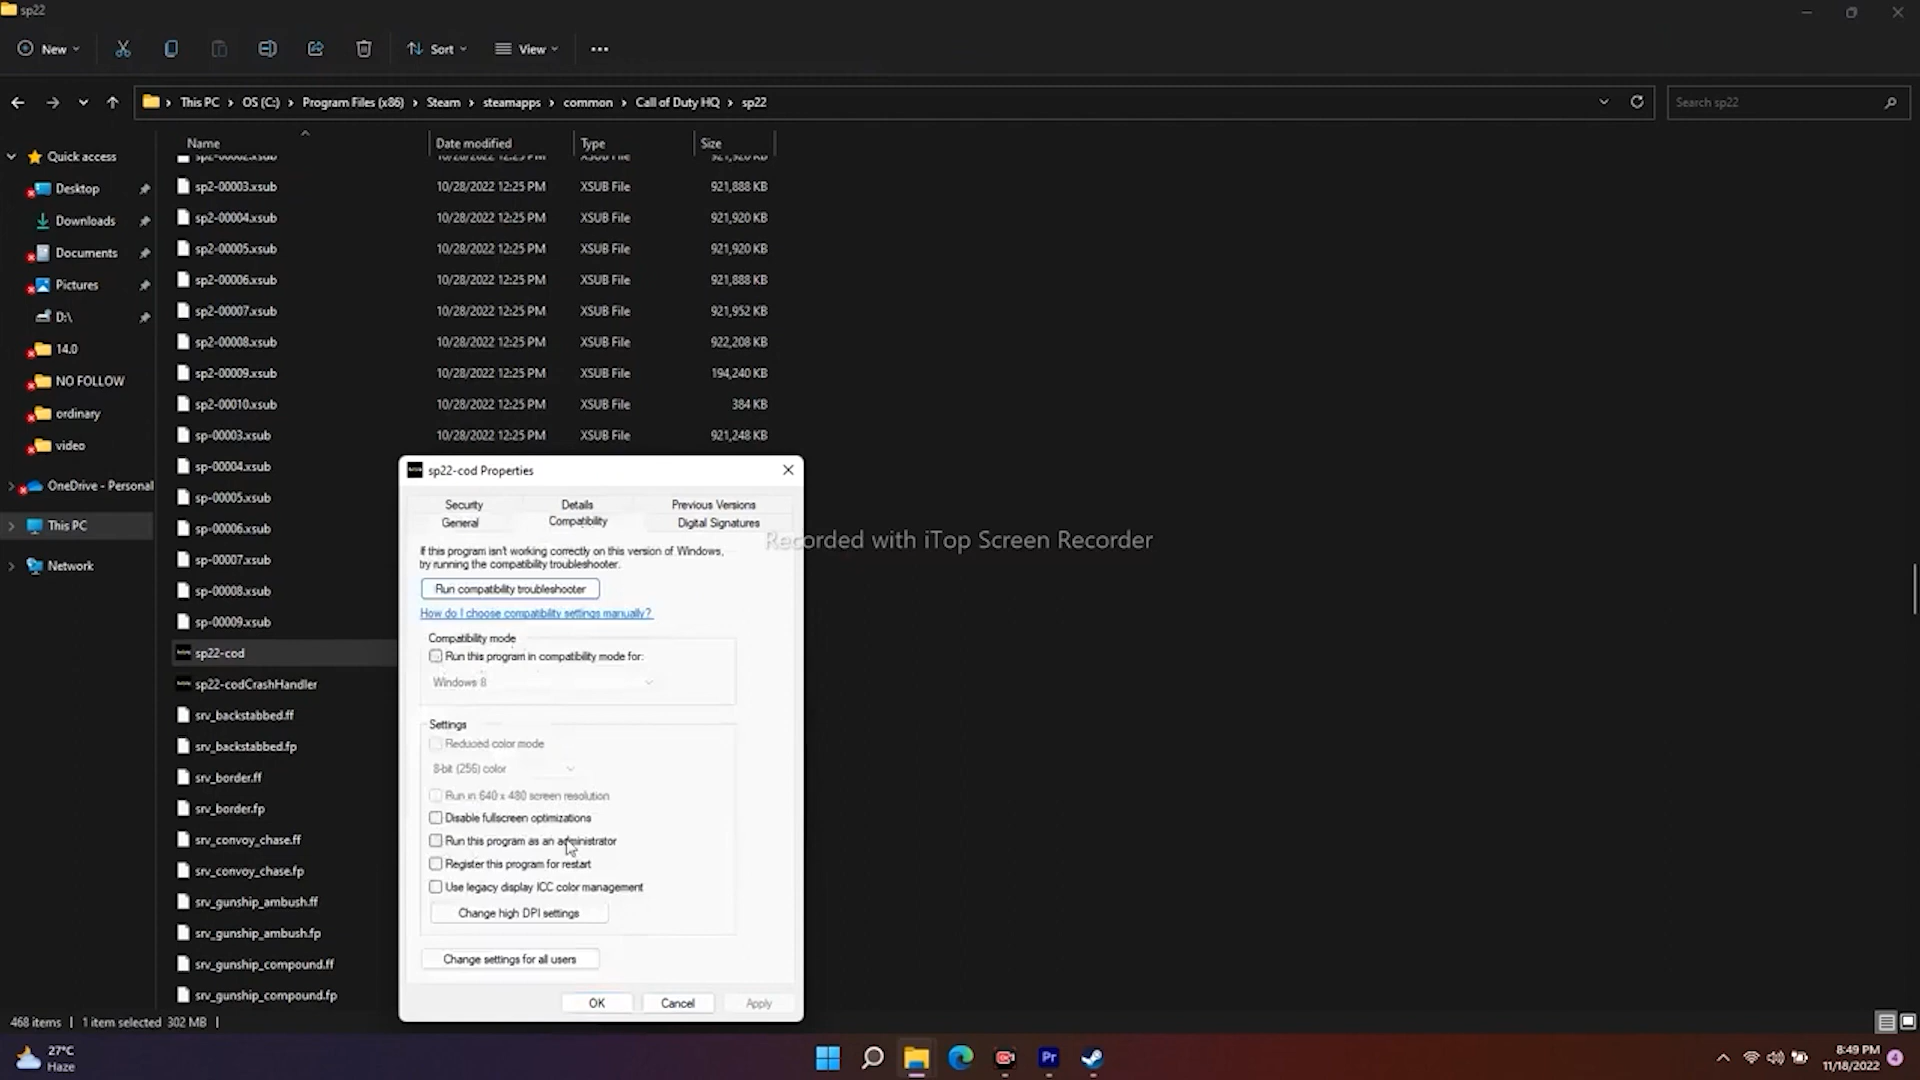 sp22
New
Sort
View
This PC
OS (C:)
Program Files (x86)
Steam
steamapps
common
Call of Duty HQ
sp22
Search sp22
Quick access
Desktop
Downloads
Documents
Pictures
D:\
14.0
NO FOLLOW
ordinary
video
OneDrive - Personal
This PC
Network
Name Date modified Type Size
sp2-00002.xsub 10/28/2022 12:25 PM XSUB File 921,920 KB
sp2-00003.xsub 10/28/2022 12:25 PM XSUB File 921,888 KB
sp2-00004.xsub 10/28/2022 12:25 PM XSUB File 921,920 KB
sp2-00005.xsub 10/28/2022 12:25 PM XSUB File 921,920 KB
sp2-00006.xsub 10/28/2022 12:25 PM XSUB File 921,888 KB
sp2-00007.xsub 10/28/2022 12:25 PM XSUB File 921,952 KB
sp2-00008.xsub 10/28/2022 12:25 PM XSUB File 922,208 KB
sp2-00009.xsub 10/28/2022 12:25 PM XSUB File 194,240 KB
sp2-00010.xsub 10/28/2022 12:25 PM XSUB File 384 KB
sp-00003.xsub 10/28/2022 12:25 PM XSUB File 921,248 KB
sp-00004.xsub
sp-00005.xsub
sp-00006.xsub
sp-00007.xsub
sp-00008.xsub
sp-00009.xsub
sp22-cod
sp22-codCrashHandler
srv_backstabbed.ff
srv_backstabbed.fp
srv_border.ff
srv_border.fp
srv_convoy_chase.ff
srv_convoy_chase.fp
srv_gunship_ambush.ff
srv_gunship_ambush.fp
srv_gunship_compound.ff
srv_gunship_compound.fp
sp22-cod Properties
Security Details Previous Versions
General Compatibility Digital Signatures
If this program isn't working correctly on this version of Windows,
try running the compatibility troubleshooter.
Run compatibility troubleshooter
How do I choose compatibility settings manually?
Compatibility mode
Run this program in compatibility mode for:
Windows 8
Settings
Reduced color mode
8-bit (256) color
Run in 640 x 480 screen resolution
Disable fullscreen optimizations
Run this program as an administrator
Register this program for restart
Use legacy display ICC color management
Change high DPI settings
Change settings for all users
OK Cancel Apply
Recorded with iTop Screen Recorder
468 items 1 item selected 302 MB
27°C
Haze
Pr
8:49 PM
11/18/2022
4